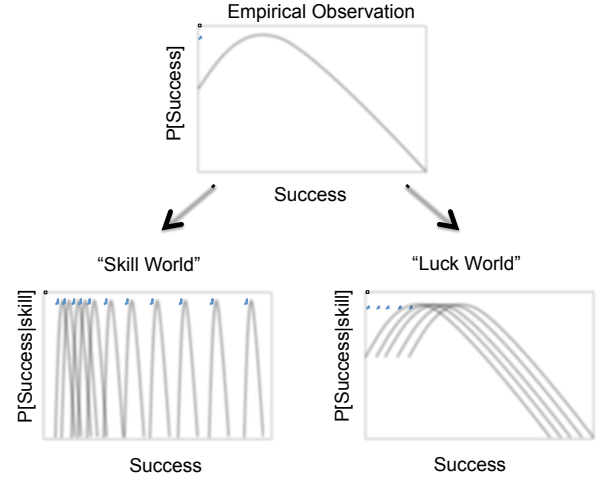 Empirical Observation
P[Success]
Success
“Skill World”
P[Success|skill]
Success
“Luck World”
P[Success|skill]
Success